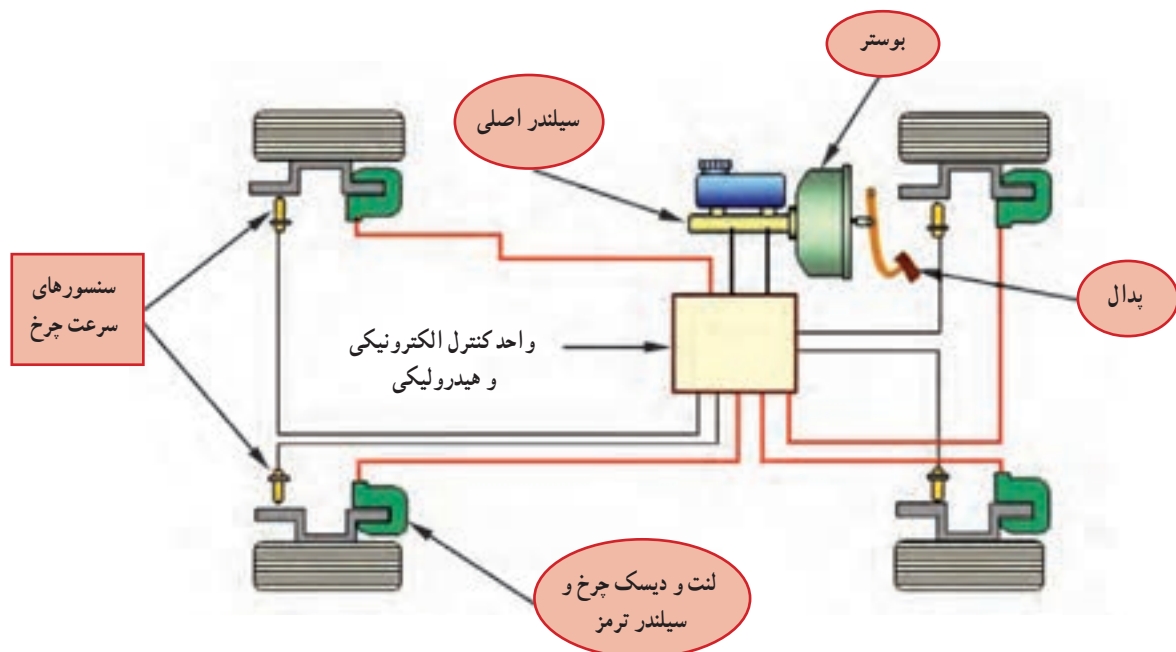 بوستر
سیلندر اصلی
پدال
سنسورهای
سرعت چرخ
واحد کنترل الکترونیکی
و هیدرولیکی
لنت و دیسک چرخ و
سیلندر ترمز